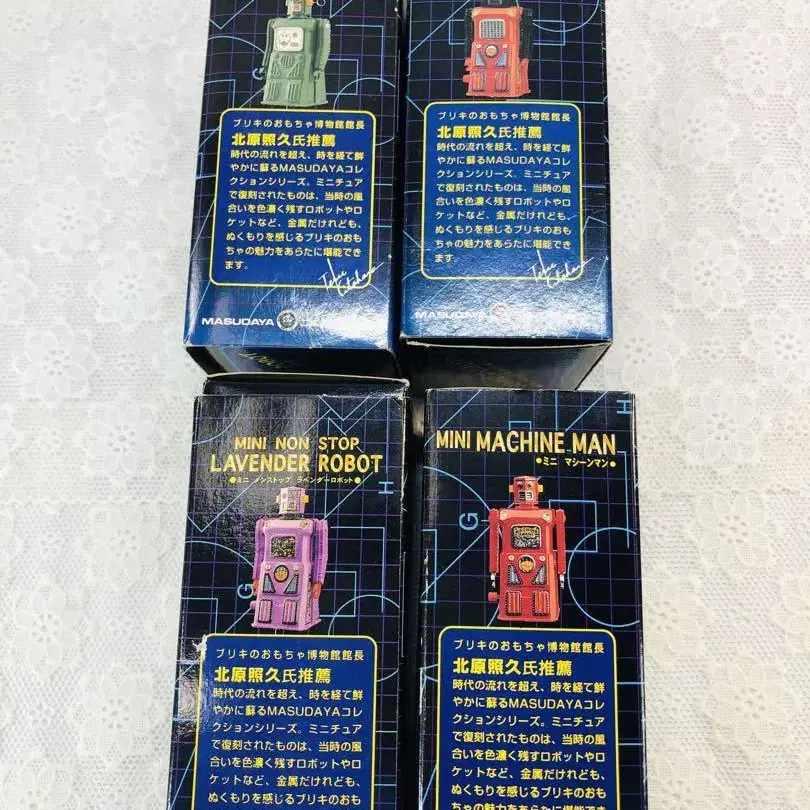 ブリキのおもちゃ博物館館長
北原照久氏推薦
時代の流れを超え、時を経て鮮
やかに蘇るMASUDAYAコレ
クションシリーズ。ミニチュア
で復刻されたものは、当時の風
合いを色濃く残すロボットやロ
ケットなど、金属だけれども、
ぬくもりを感じるブリキのおも
ちゃの魅力をあらたに堪能でき
ます。
MASUDAYA
G
ブリキのおもちゃ博物館館長
北原照久氏推薦
時代の流れを超え、時を経て鮮
やかに蘇るMASUDAYAコレ
クションシリーズ。ミニチュア
で復刻されたものは、当時の風
合いを色濃く残すロボットやロ
ケットなど、金属だけれども、
ぬくもりを感じるブリキのおも
ちゃの魅力をあらたに堪能でき
ます。
MASUDAYA
G
MINI NON STOP
LAVENDER ROBOT
●ミニ ノンストップ ラベンダーロボット●
H
G
ブリキのおもちゃ博物館館長
北原照久氏推薦
時代の流れを超え、時を経て鮮
やかに蘇るMASUDAYAコレ
クションシリーズ。ミニチュア
で復刻されたものは、当時の風
合いを色濃く残すロボットやロ
ケットなど、金属だけれども、
ぬくもりを感じるブリキのおも
MINI MACHINE MAN
●ミニ マシーンマン●
H
G
ブリキのおもちゃ博物館館長
北原照久氏推薦
時代の流れを超え、時を経て鮮
やかに蘇るMASUDAYAコレ
クションシリーズ。ミニチュア
で復刻されたものは、当時の風
合いを色濃く残すロボットやロ
ケットなど、金属だけれども、
ぬくもりを感じるブリキのおも